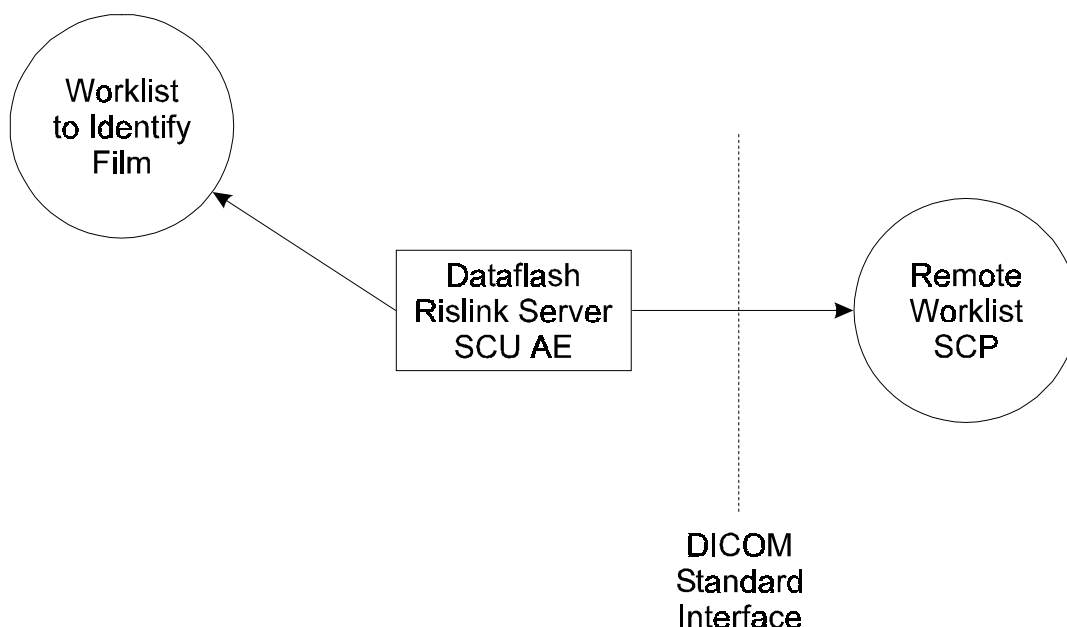 Worklist
to Identify
Film
Dataflash
Rislink Server
SCU AE
Remote
Worklist
SCP
DICOM
Standard
Interface